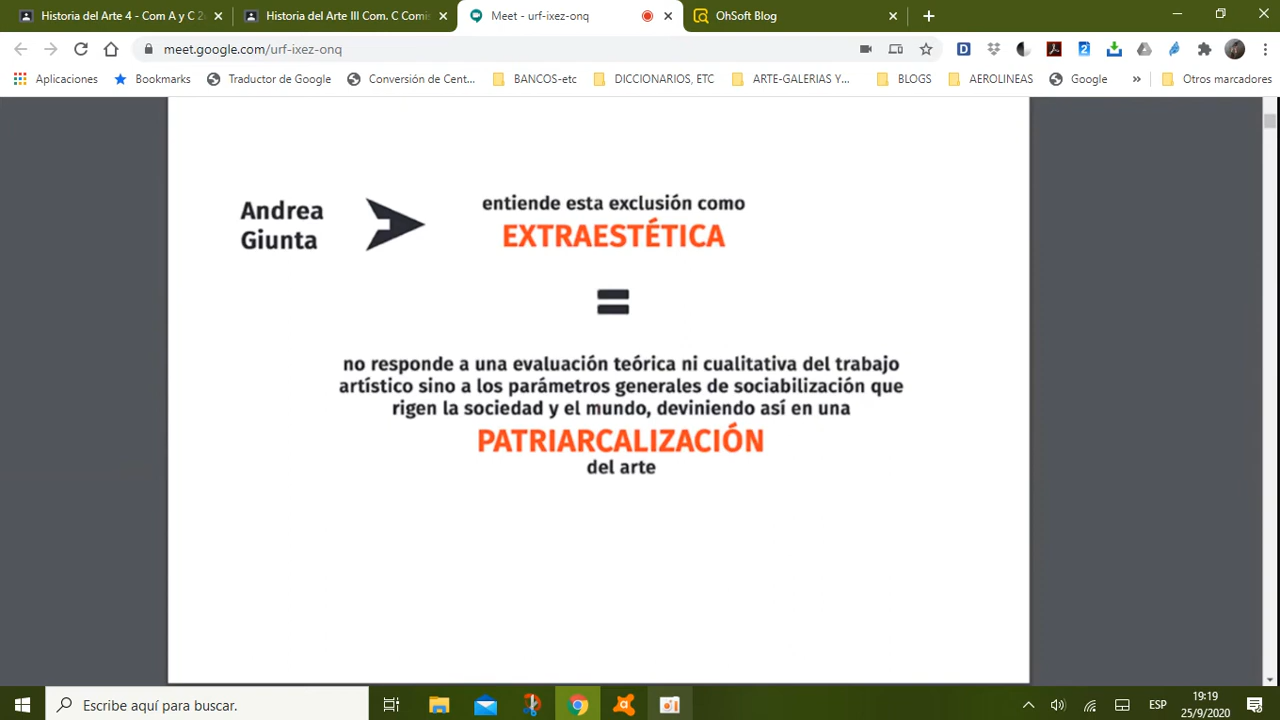 Historia del Arte 4 - Com A y C 2
Historia del Arte III Com. C Comis
Meet - urf-ixez-onq
OhSoft Blog
meet.google.com/urf-ixez-onq
Aplicaciones
Bookmarks
Traductor de Google
Conversión de Cent...
BANCOS-etc
DICCIONARIOS, ETC
ARTE-GALERIAS Y...
BLOGS
AEROLINEAS
Google
»
Otros marcadores
Andrea
Giunta
entiende esta exclusión como
EXTRAESTÉTICA
=
no responde a una evaluación teórica ni cualitativa del trabajo
artístico sino a los parámetros generales de sociabilización que
rigen la sociedad y el mundo, deviniendo así en una
PATRIARCALIZACIÓN
del arte
Escribe aquí para buscar.
ESP
19:19
25/9/2020